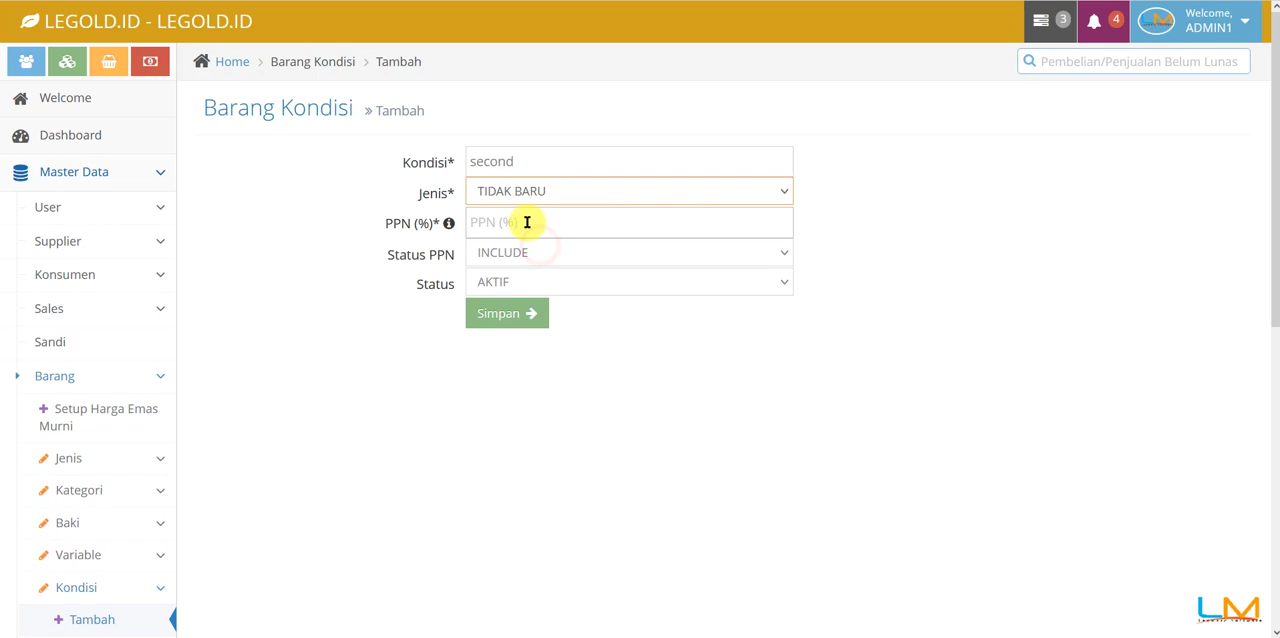 LEGOLD.ID - LEGOLD.ID
3
4
LM
Welcome,
ADMIN1
Home > Barang Kondisi > Tambah
Pembelian/Penjualan Belum Lunas
Welcome
Dashboard
Master Data
User
Supplier
Konsumen
Sales
Sandi
Barang
Setup Harga Emas
Murni
Jenis
Kategori
Baki
Variable
Kondisi
Tambah
Barang Kondisi » Tambah
Kondisi* second
Jenis* TIDAK BARU
PPN (%)* PPN (%)
Status PPN INCLUDE
Status AKTIF
Simpan
LM